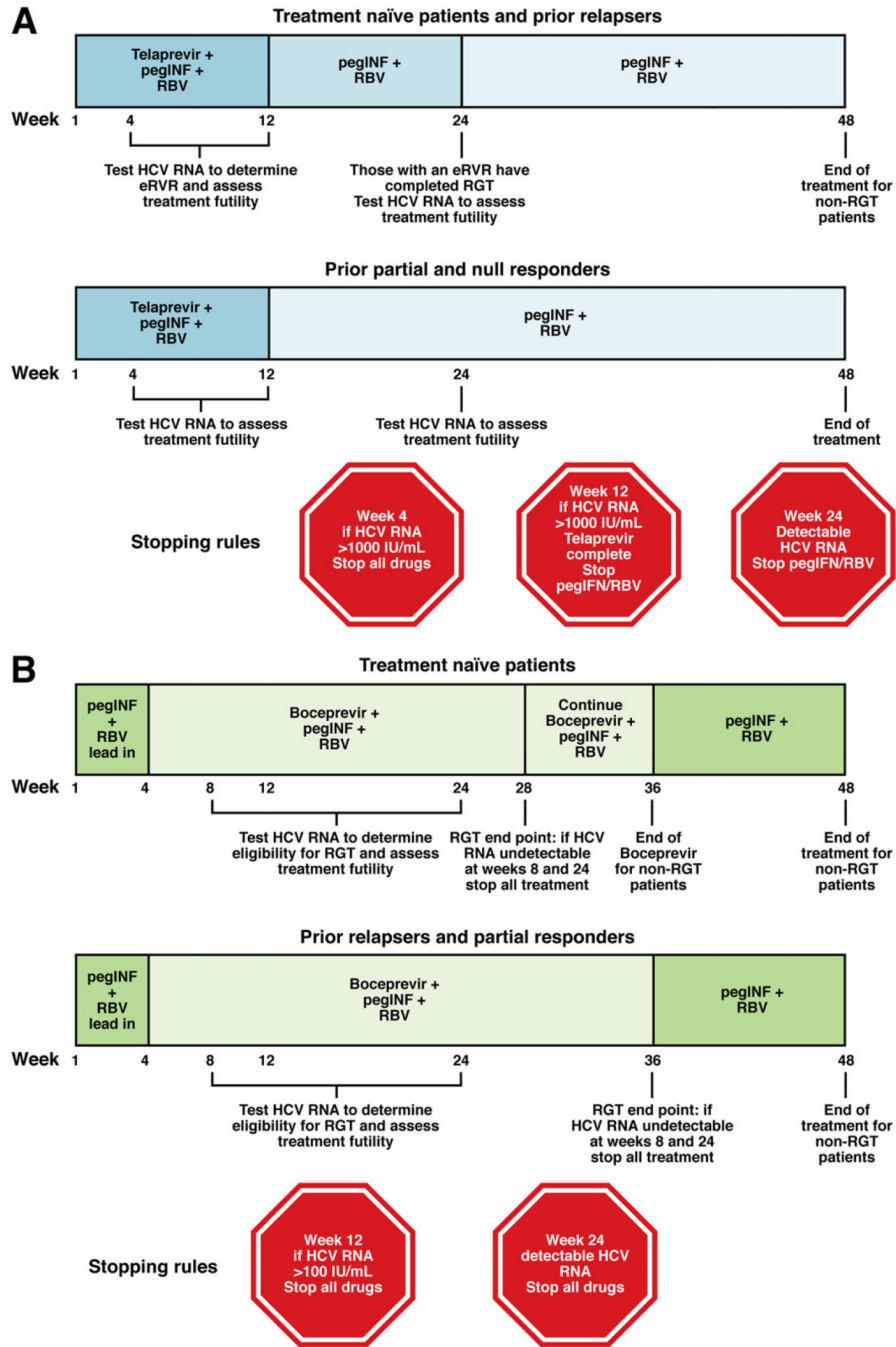 A
Treatment naïve patients and prior relapsers
Telaprevir +
pegINF +
RBV
pegINF +
RBV
pegINF +
RBV
Week
1 4 12 24 48
Test HCV RNA to determine
eRVR and assess
treatment futility
Those with an eRVR have
completed RGT
Test HCV RNA to assess
treatment futility
End of
treatment for
non-RGT
patients
Prior partial and null responders
Telaprevir +
pegINF +
RBV
pegINF +
RBV
Week
1 4 12 24 48
Test HCV RNA to assess
treatment futility
Test HCV RNA to assess
treatment futility
End of
treatment
Stopping rules
Week 4
if HCV RNA
>1000 IU/mL
Stop all drugs
Week 12
if HCV RNA
>1000 IU/mL
Telaprevir
complete
Stop
pegIFN/RBV
Week 24
Detectable
HCV RNA
Stop pegIFN/RBV
B
Treatment naïve patients
pegINF
+
RBV
lead in
Boceprevir +
pegINF +
RBV
Continue
Boceprevir +
pegINF +
RBV
pegINF +
RBV
Week
1 4 8 12 24 28 36 48
Test HCV RNA to determine
eligibility for RGT and assess
treatment futility
RGT end point: if HCV
RNA undetectable
at weeks 8 and 24
stop all treatment
End of
Boceprevir
for non-RGT
patients
End of
treatment for
non-RGT
patients
Prior relapsers and partial responders
pegINF
+
RBV
lead in
Boceprevir +
pegINF +
RBV
pegINF +
RBV
Week
1 4 8 12 24 36 48
Test HCV RNA to determine
eligibility for RGT and assess
treatment futility
RGT end point: if
HCV RNA undetectable
at weeks 8 and 24
stop all treatment
End of
treatment for
non-RGT
patients
Stopping rules
Week 12
if HCV RNA
>100 IU/mL
Stop all drugs
Week 24
detectable HCV
RNA
Stop all drugs